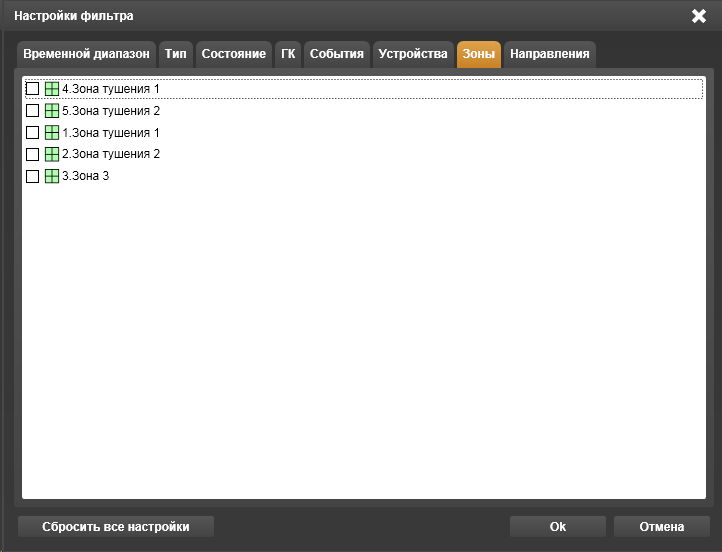 Настройки фильтра
Временной диапазон Тип Состояние ГК События Устройства Зоны Направления
4.Зона тушения 1
5.Зона тушения 2
1.Зона тушения 1
2.Зона тушения 2
3.Зона 3
Сбросить все настройки Ok Отмена